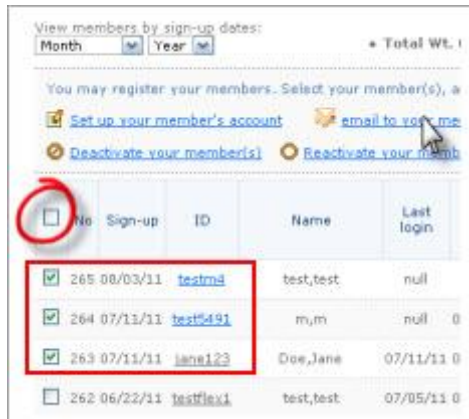 View members by sign-up dates:
Month Year
• Total Wt.
You may register your members. Select your member(s), a
Set up your member's account email to your me
Deactivate your member(s) Reactivate your memb
No Sign-up ID Name Last login
265 08/03/11 testm4 test,test null
264 07/11/11 m,m null 0
263 07/11/11 jane123 Doe,Jane 07/11/11 0
262 06/22/11 testflex1 test,test 07/05/11 0